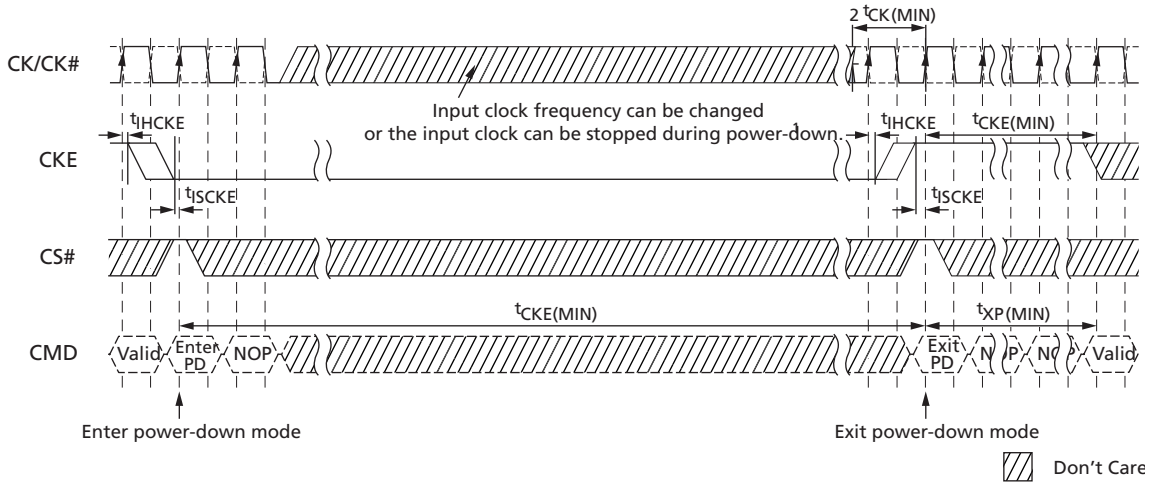 2 tCK(MIN)
CK/CK#
Input clock frequency can be changed
or the input clock can be stopped during power-down.
tIHCKE
tIHCKE
tCKE(MIN)
CKE
tISCKE
tISCKE
CS#
tCKE(MIN)
tXP(MIN)
CMD
Valid
Enter
PD
NOP
Exit
PD
NOP
NOP
Valid
Enter power-down mode
Exit power-down mode
Don't Care